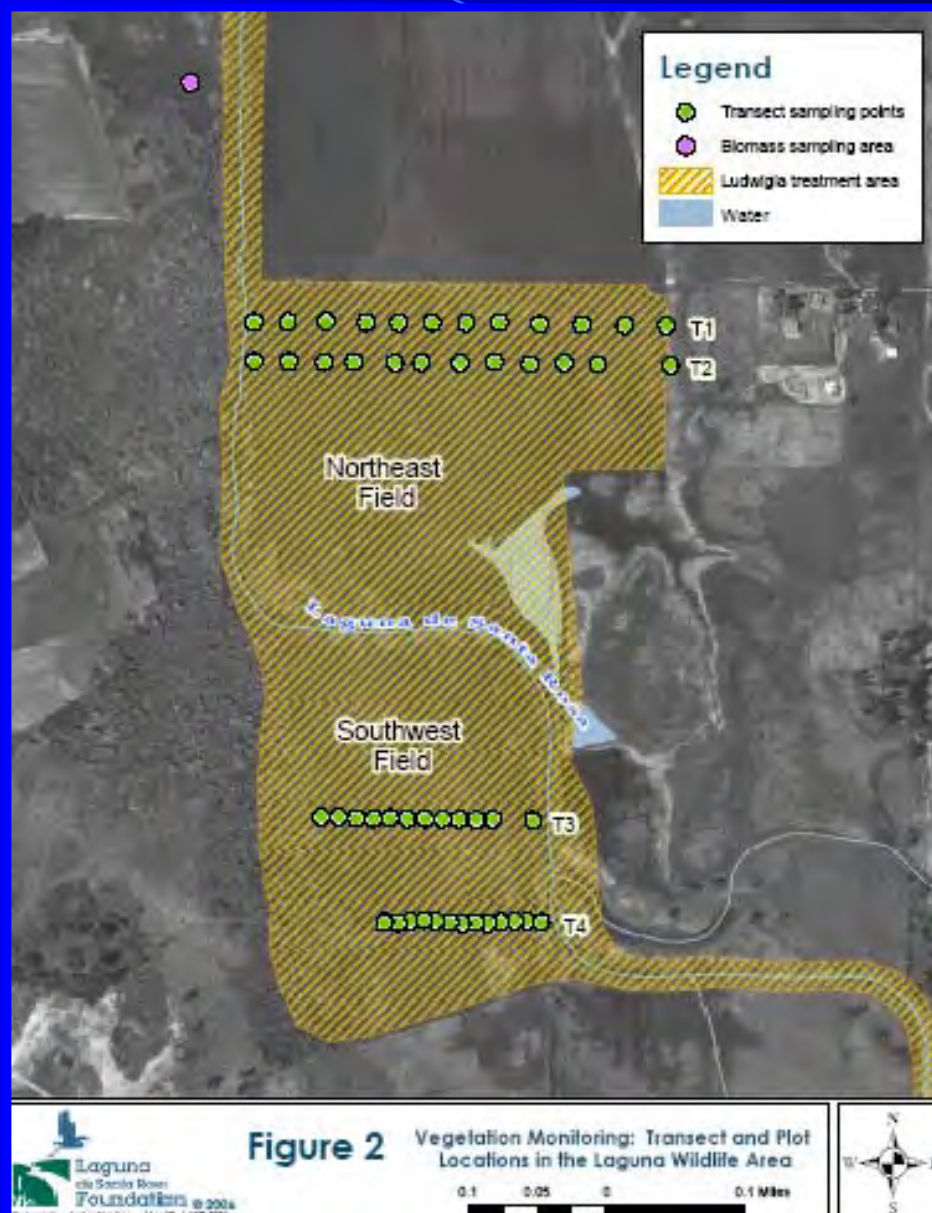 Legend
Transect sampling points
Biomass sampling area
Ludwigia treatment area
Water
T1
T2
Northeast
Field
Laguna de Santa Rosa
Southwest
Field
T3
T4
Laguna
de Santa Rosa
Foundation
Figure 2
Vegetation Monitoring: Transect and Plot
Locations in the Laguna Wildlife Area
0.1 0.05 0 0.1 Miles
N
W
S